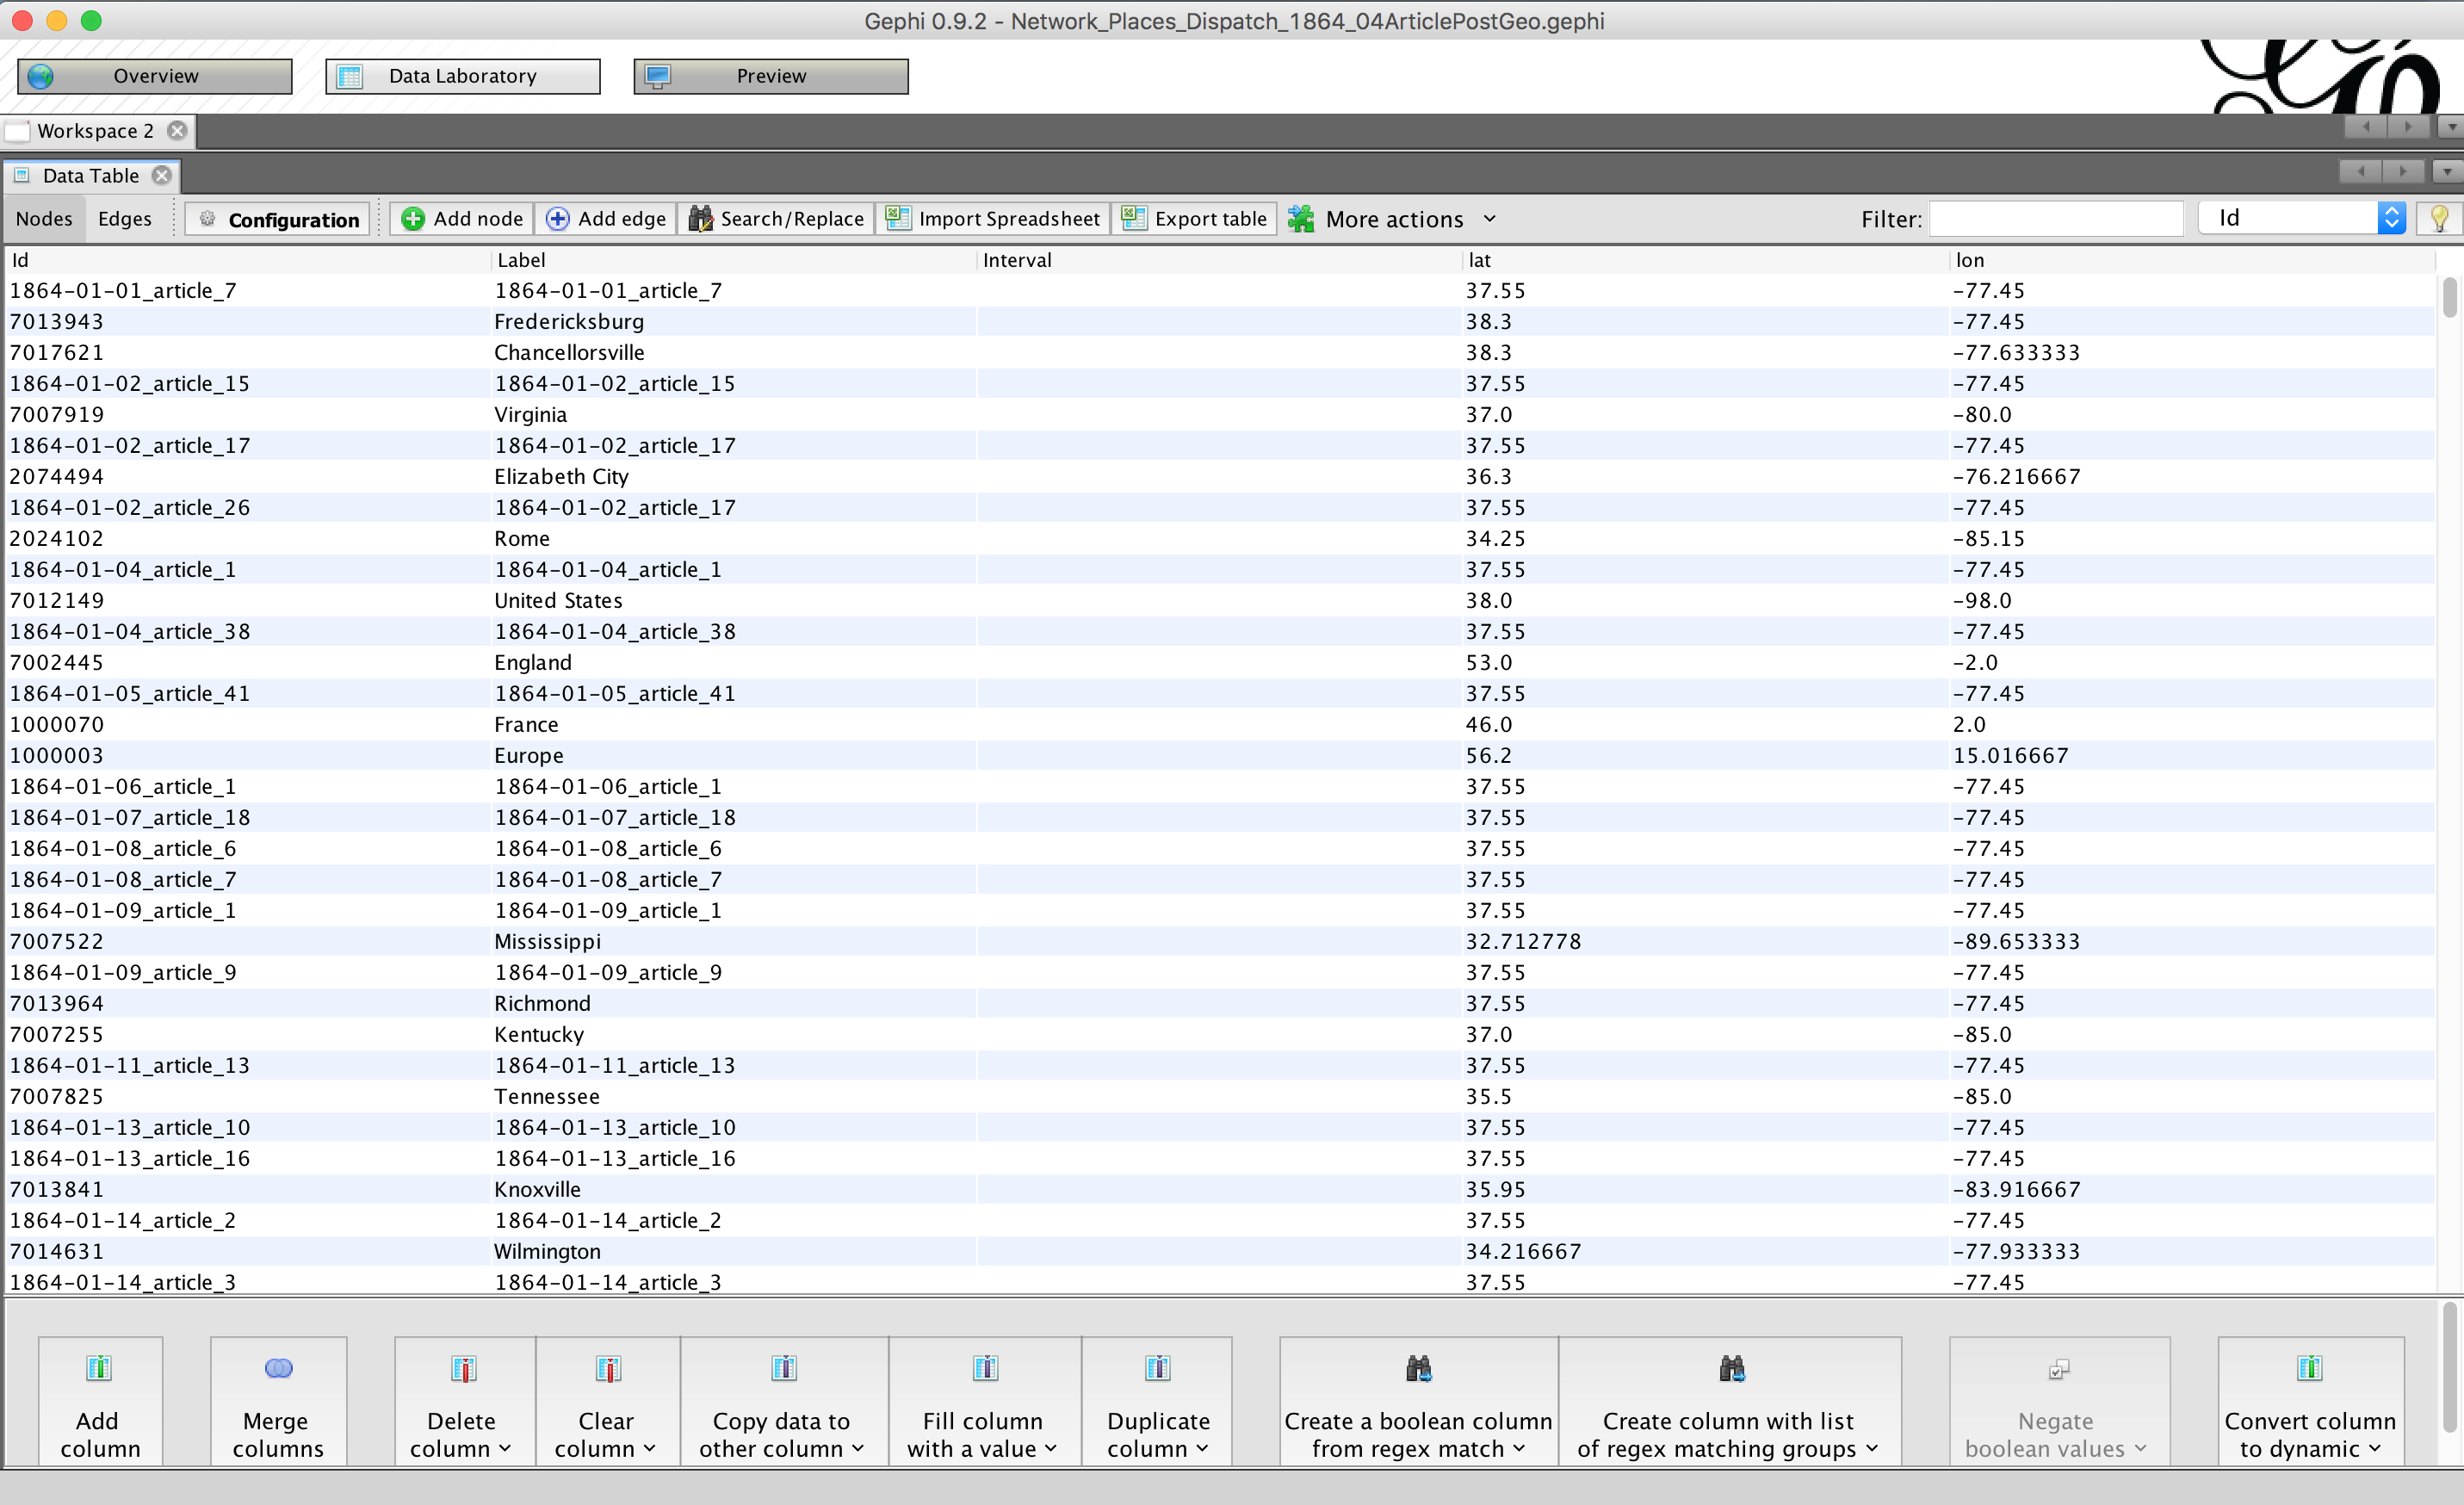 Gephi 0.9.2 - Network_Places_Dispatch_1864_04ArticlePostGeo.gephi
Overview Data Laboratory Preview
Workspace 2
Data Table
Nodes Edges Configuration Add node Add edge Search/Replace Import Spreadsheet Export table More actions Filter: Id
Id Label Interval lat lon
1864-01-01_article_7 1864-01-01_article_7 37.55 -77.45
7013943 Fredericksburg 38.3 -77.45
7017621 Chancellorsville 38.3 -77.633333
1864-01-02_article_15 1864-01-02_article_15 37.55 -77.45
7007919 Virginia 37.0 -80.0
1864-01-02_article_17 1864-01-02_article_17 37.55 -77.45
2074494 Elizabeth City 36.3 -76.216667
1864-01-02_article_26 1864-01-02_article_17 37.55 -77.45
2024102 Rome 34.25 -85.15
1864-01-04_article_1 1864-01-04_article_1 37.55 -77.45
7012149 United States 38.0 -98.0
1864-01-04_article_38 1864-01-04_article_38 37.55 -77.45
7002445 England 53.0 -2.0
1864-01-05_article_41 1864-01-05_article_41 37.55 -77.45
1000070 France 46.0 2.0
1000003 Europe 56.2 15.016667
1864-01-06_article_1 1864-01-06_article_1 37.55 -77.45
1864-01-07_article_18 1864-01-07_article_18 37.55 -77.45
1864-01-08_article_6 1864-01-08_article_6 37.55 -77.45
1864-01-08_article_7 1864-01-08_article_7 37.55 -77.45
1864-01-09_article_1 1864-01-09_article_1 37.55 -77.45
7007522 Mississippi 32.712778 -89.653333
1864-01-09_article_9 1864-01-09_article_9 37.55 -77.45
7013964 Richmond 37.55 -77.45
7007255 Kentucky 37.0 -85.0
1864-01-11_article_13 1864-01-11_article_13 37.55 -77.45
7007825 Tennessee 35.5 -85.0
1864-01-13_article_10 1864-01-13_article_10 37.55 -77.45
1864-01-13_article_16 1864-01-13_article_16 37.55 -77.45
7013841 Knoxville 35.95 -83.916667
1864-01-14_article_2 1864-01-14_article_2 37.55 -77.45
7014631 Wilmington 34.216667 -77.933333
1864-01-14_article_3 1864-01-14_article_3 37.55 -77.45
Add Merge Delete Clear Copy data to Fill column Duplicate Create a boolean column Create column with list Negate Convert column
column columns column column other column with a value column from regex match of regex matching groups boolean values to dynamic